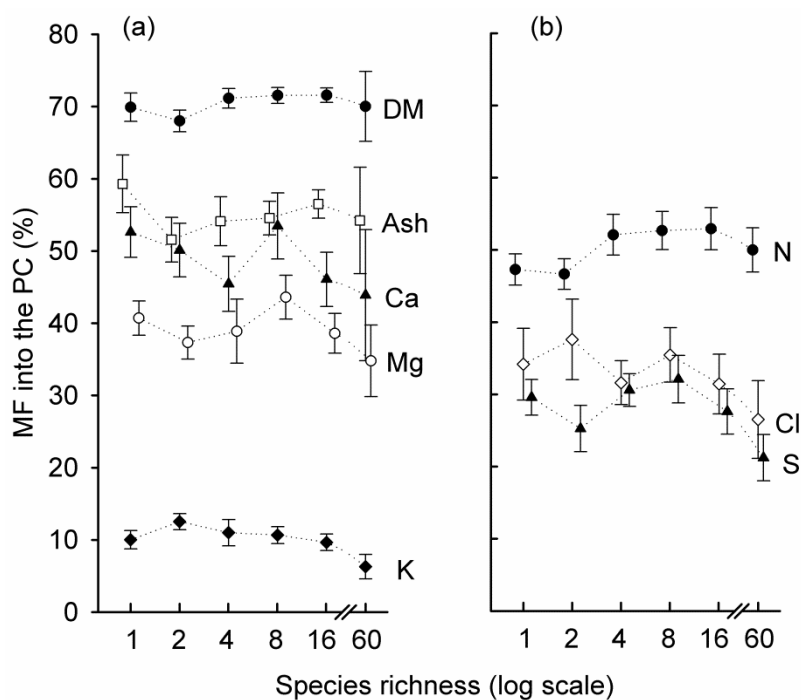 (a)
(b)
MF into the PC (%)
80
70
60
50
40
30
20
10
0
DM
Ash
Ca
Mg
K
N
Cl
S
1 2 4 8 16 60
1 2 4 8 16 60
Species richness (log scale)